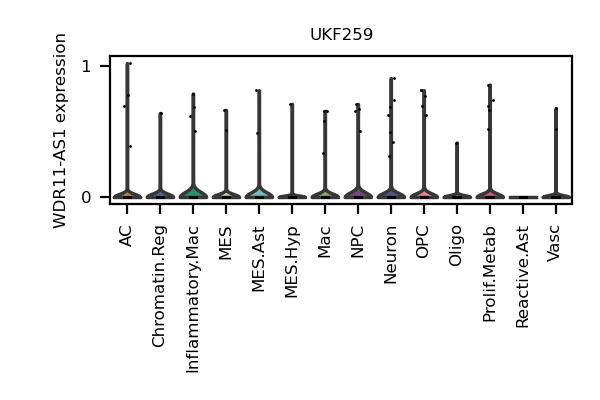 UKF259
WDR11-AS1 expression
1
0
AC
Chromatin.Reg
Inflammatory.Mac
MES
MES.Ast
MES.Hyp
Mac
NPC
Neuron
OPC
Oligo
Prolif.Metab
Reactive.Ast
Vasc